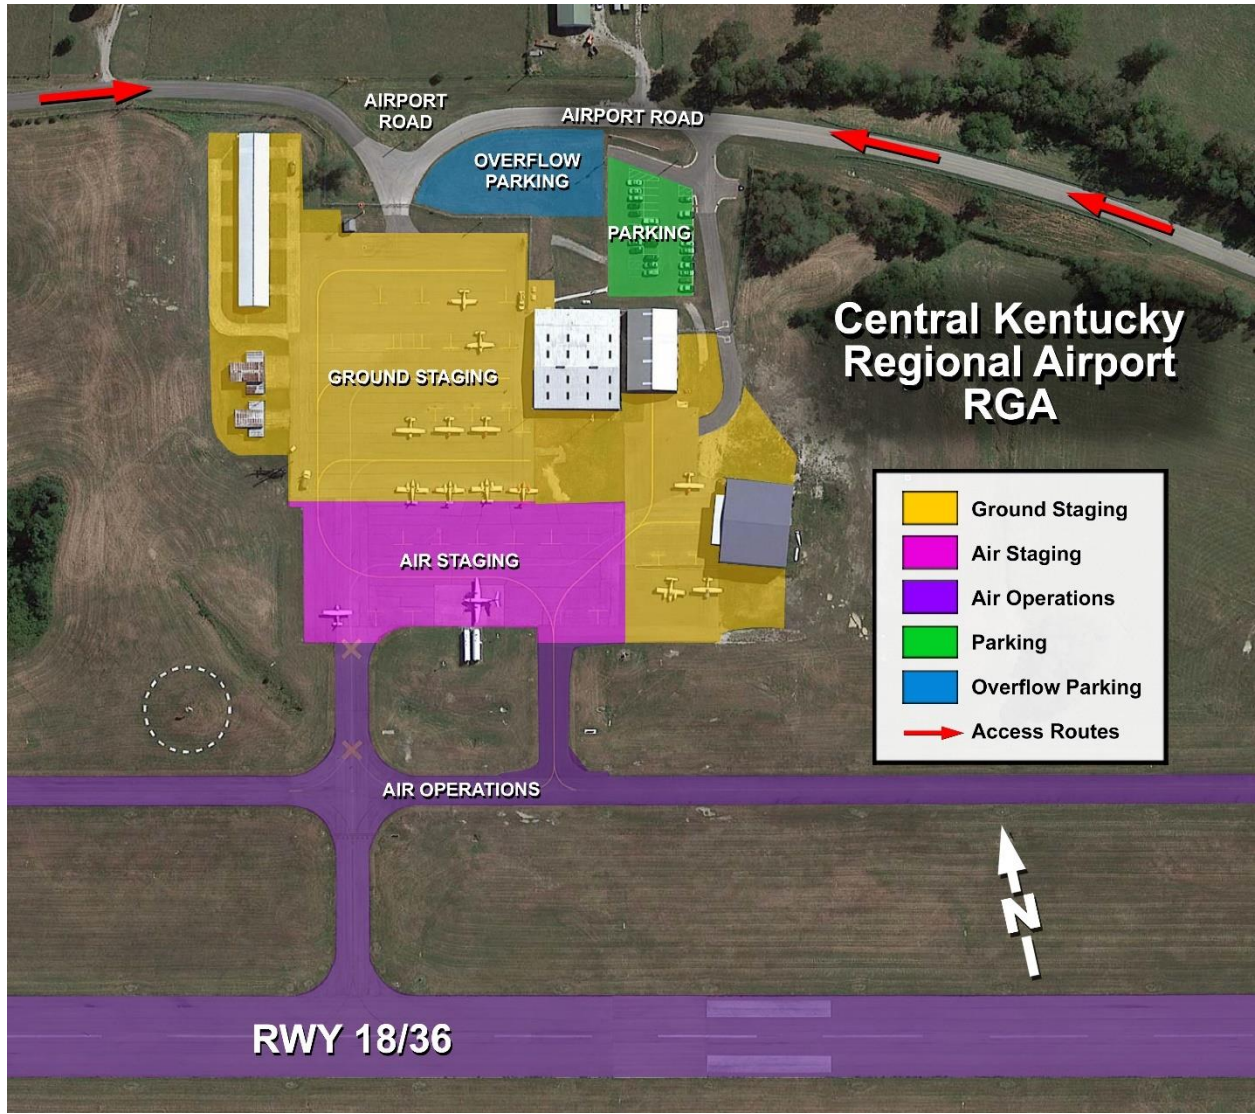 AIRPORT
ROAD
AIRPORT ROAD
OVERFLOW
PARKING
PARKING
Central Kentucky
Regional Airport
RGA
GROUND STAGING
Ground Staging
Air Staging
Air Operations
Parking
Overflow Parking
Access Routes
AIR STAGING
AIR OPERATIONS
N
RWY 18/36